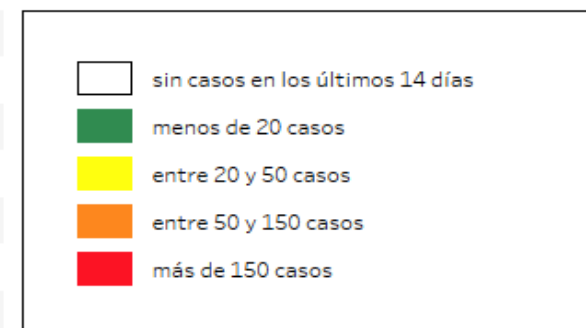 sin casos en los últimos 14 días
menos de 20 casos
entre 20 y 50 casos
entre 50 y 150 casos
más de 150 casos